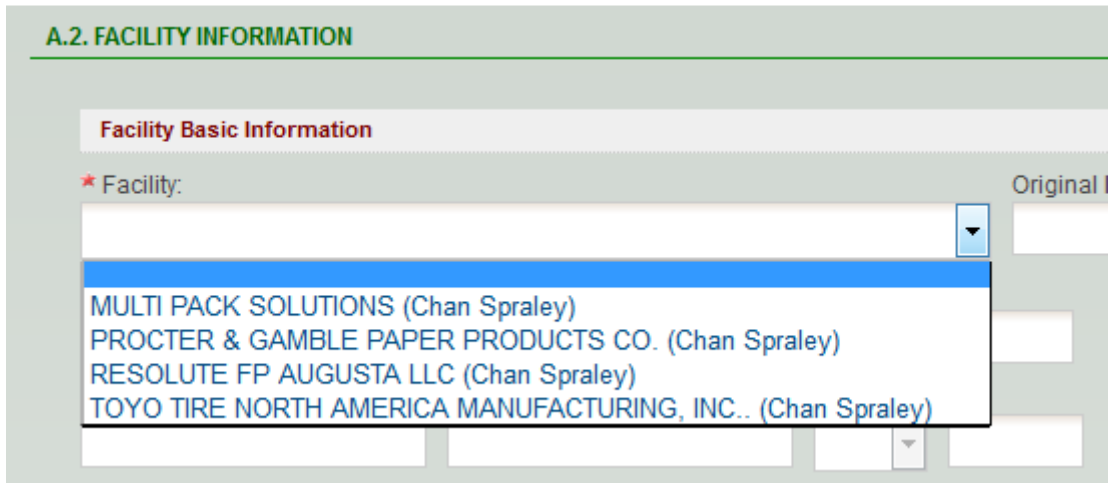 A.2. FACILITY INFORMATION
Facility Basic Information
* Facility:
Original
MULTI PACK SOLUTIONS (Chan Spraley)
PROCTER & GAMBLE PAPER PRODUCTS CO. (Chan Spraley)
RESOLUTE FP AUGUSTA LLC (Chan Spraley)
TOYO TIRE NORTH AMERICA MANUFACTURING, INC.. (Chan Spraley)